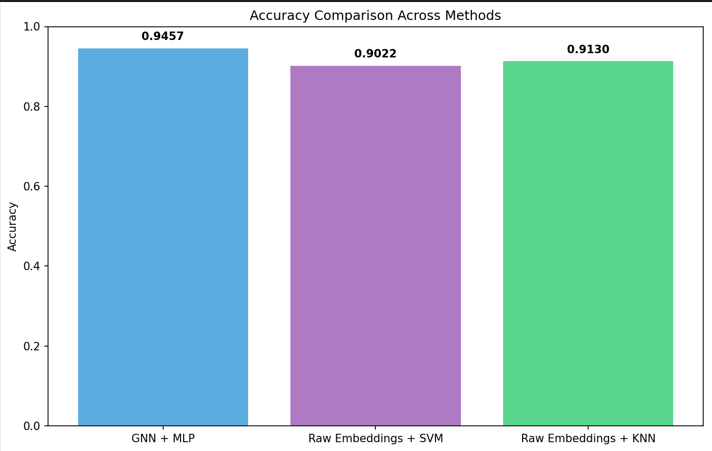 Accuracy Comparison Across Methods
1.0
0.9457
0.9022
0.9130
0.8
0.6
Accuracy
0.4
0.2
0.0
GNN + MLP
Raw Embeddings + SVM
Raw Embeddings + KNN